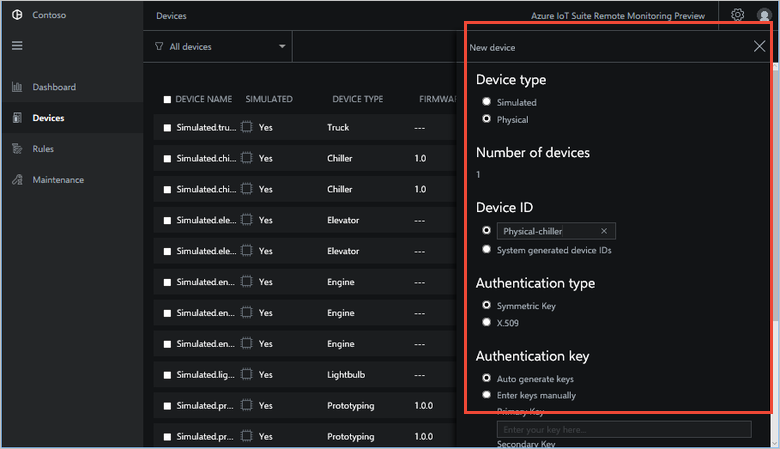 Contoso
Devices
Azure IoT Suite Remote Monitoring Preview
All devices
New device
Dashboard
Devices
Rules
Maintenance
DEVICE NAME SIMULATED DEVICE TYPE FIRMWA
Simulated.tru... Yes Truck ---
Simulated.chi... Yes Chiller 1.0
Simulated.chi... Yes Chiller 1.0
Simulated.ele... Yes Elevator ---
Simulated.ele... Yes Elevator ---
Simulated.en... Yes Engine ---
Simulated.en... Yes Engine ---
Simulated.en... Yes Engine ---
Simulated.lig... Yes Lightbulb ---
Simulated.pr... Yes Prototyping 1.0.0
Simulated.pr... Yes Prototyping 1.0.0
Device type
Simulated
Physical
Number of devices
1
Device ID
Physical-chiller
System generated device IDs
Authentication type
Symmetric Key
X.509
Authentication key
Auto generate keys
Enter keys manually
Primary Key
Enter your key here...
Secondary Key